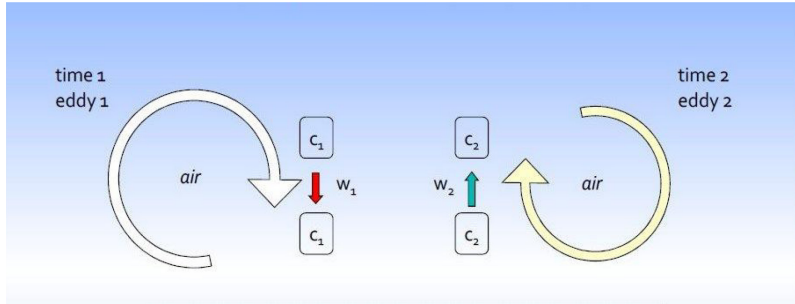 time 1
eddy 1
air
c₁
w₁
c₁
c₂
w₂
c₂
air
time 2
eddy 2